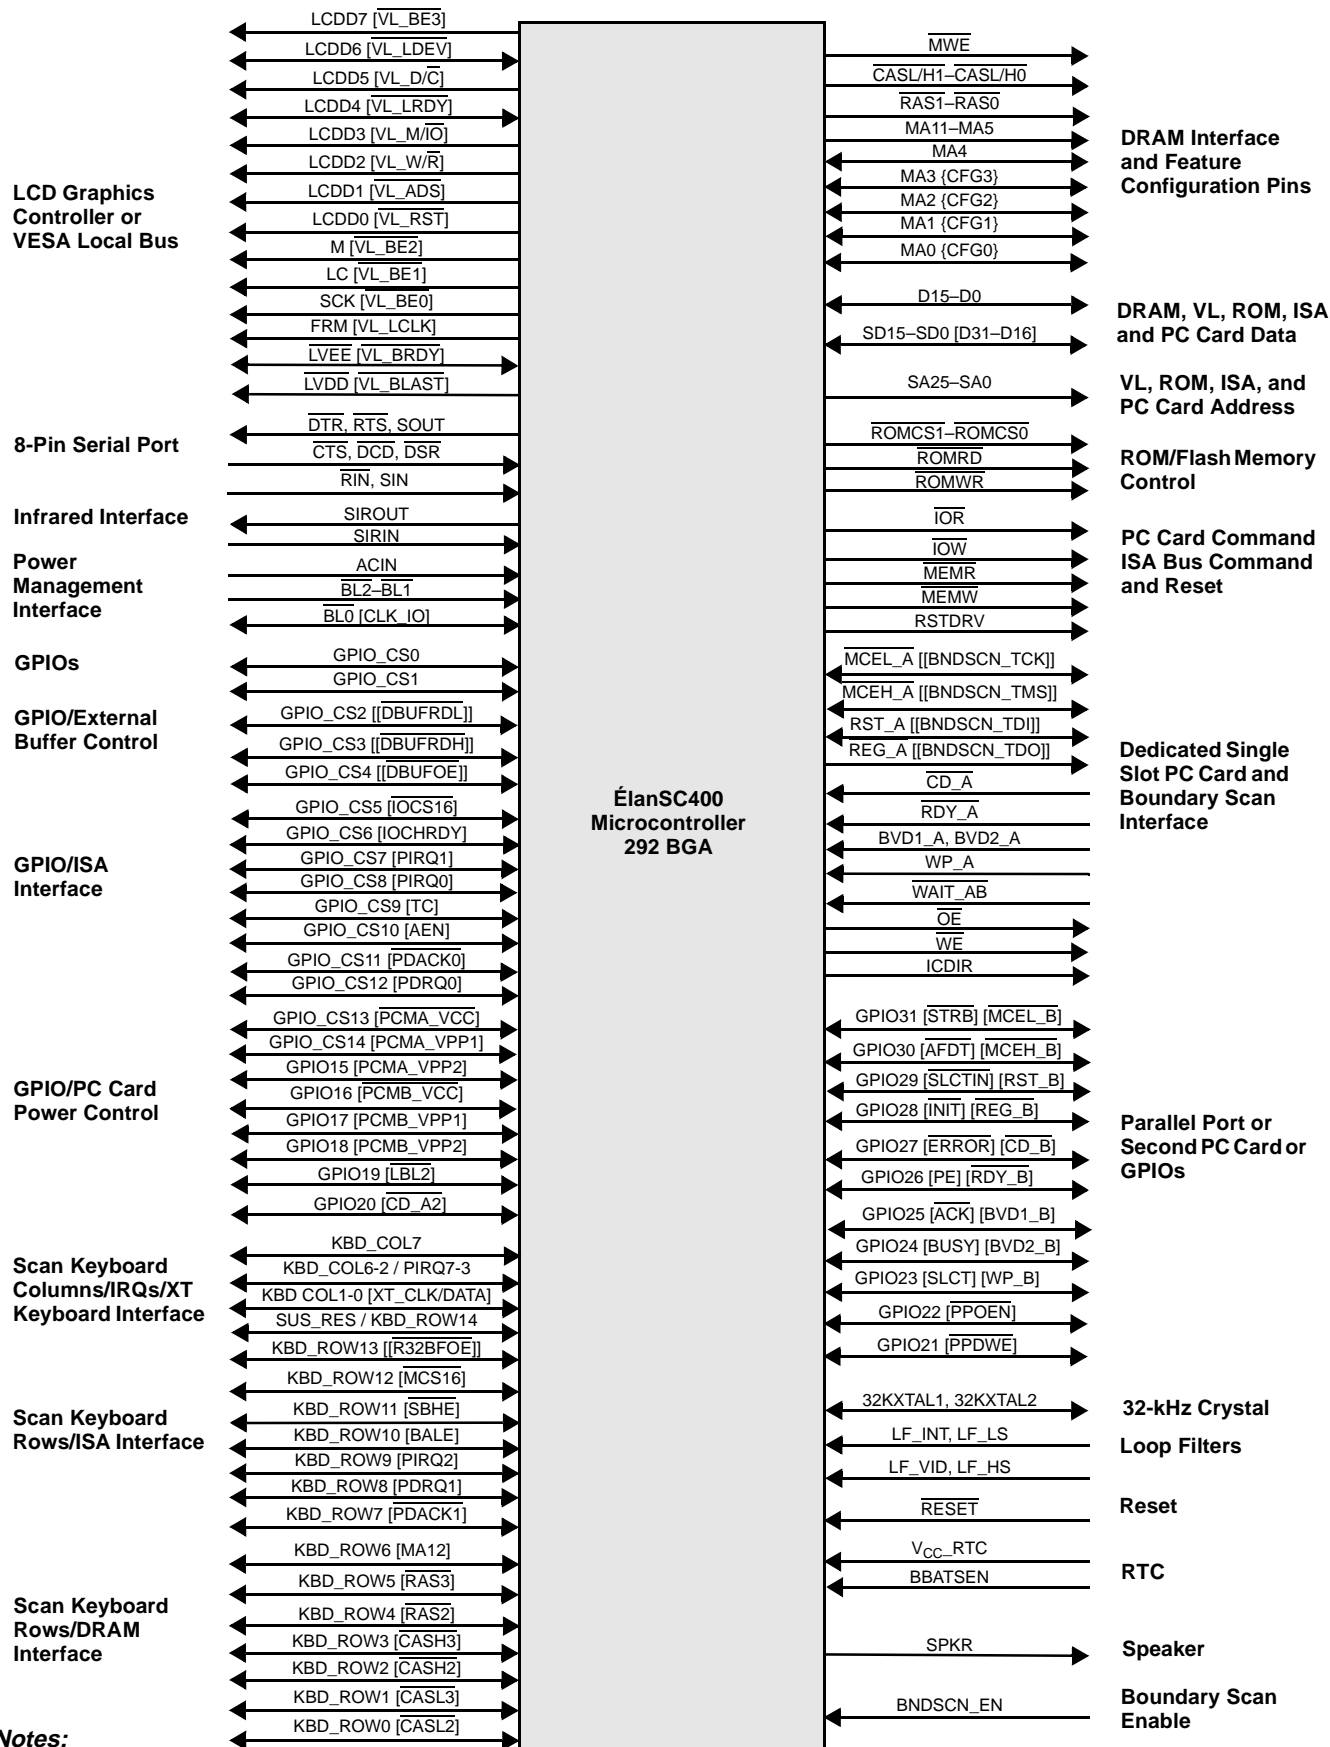 LCDD7 [VL_BE3]
LCDD6 [VL_LDEV]
LCDD5 [VL_D/C]
LCDD4 [VL_LRDY]
LCDD3 [VL_M/IO]
LCDD2 [VL_W/R]
LCDD1 [VL_ADS]
LCDD0 [VL_RST]
M [VL_BE2]
LC [VL_BE1]
SCK [VL_BE0]
FRM [VL_LCLK]
LVEE [VL_BRDY]
LVDD [VL_BLAST]
LCD Graphics
Controller or
VESA Local Bus
DTR, RTS, SOUT
CTS, DCD, DSR
RIN, SIN
8-Pin Serial Port
SIROUT
SIRIN
Infrared Interface
ACIN
BL2–BL1
BL0 [CLK_IO]
Power
Management
Interface
GPIO_CS0
GPIO_CS1
GPIOs
GPIO_CS2 [[DBUFRDL]]
GPIO_CS3 [[DBUFRDH]]
GPIO_CS4 [[DBUFOE]]
GPIO/External
Buffer Control
GPIO_CS5 [IOCS16]
GPIO_CS6 [IOCHRDY]
GPIO_CS7 [PIRQ1]
GPIO_CS8 [PIRQ0]
GPIO_CS9 [TC]
GPIO_CS10 [AEN]
GPIO_CS11 [PDACK0]
GPIO_CS12 [PDRQ0]
GPIO/ISA
Interface
GPIO_CS13 [PCMA_VCC]
GPIO_CS14 [PCMA_VPP1]
GPIO15 [PCMA_VPP2]
GPIO16 [PCMB_VCC]
GPIO17 [PCMB_VPP1]
GPIO18 [PCMB_VPP2]
GPIO19 [LBL2]
GPIO20 [CD_A2]
GPIO/PC Card
Power Control
KBD_COL7
KBD_COL6-2 / PIRQ7-3
KBD COL1-0 [XT_CLK/DATA]
SUS_RES / KBD_ROW14
KBD_ROW13 [[R32BFOE]]
Scan Keyboard
Columns/IRQs/XT
Keyboard Interface
KBD_ROW12 [MCS16]
KBD_ROW11 [SBHE]
KBD_ROW10 [BALE]
KBD_ROW9 [PIRQ2]
KBD_ROW8 [PDRQ1]
KBD_ROW7 [PDACK1]
Scan Keyboard
Rows/ISA Interface
KBD_ROW6 [MA12]
KBD_ROW5 [RAS3]
KBD_ROW4 [RAS2]
KBD_ROW3 [CASH3]
KBD_ROW2 [CASH2]
KBD_ROW1 [CASL3]
KBD_ROW0 [CASL2]
Scan Keyboard
Rows/DRAM
Interface
Notes:
ÉlanSC400
Microcontroller
292 BGA
MWE
CASL/H1–CASL/H0
RAS1–RAS0
MA11–MA5
MA4
MA3 {CFG3}
MA2 {CFG2}
MA1 {CFG1}
MA0 {CFG0}
DRAM Interface
and Feature
Configuration Pins
D15–D0
SD15–SD0 [D31–D16]
DRAM, VL, ROM, ISA
and PC Card Data
SA25–SA0
VL, ROM, ISA, and
PC Card Address
ROMCS1–ROMCS0
ROMRD
ROMWR
ROM/Flash Memory
Control
IOR
IOW
MEMR
MEMW
RSTDRV
PC Card Command
ISA Bus Command
and Reset
MCEL_A [[BNDSCN_TCK]]
MCEH_A [[BNDSCN_TMS]]
RST_A [[BNDSCN_TDI]]
REG_A [[BNDSCN_TDO]]
CD_A
RDY_A
BVD1_A, BVD2_A
WP_A
WAIT_AB
OE
WE
ICDIR
Dedicated Single
Slot PC Card and
Boundary Scan
Interface
GPIO31 [STRB] [MCEL_B]
GPIO30 [AFDT] [MCEH_B]
GPIO29 [SLCTIN] [RST_B]
GPIO28 [INIT] [REG_B]
GPIO27 [ERROR] [CD_B]
GPIO26 [PE] [RDY_B]
GPIO25 [ACK] [BVD1_B]
GPIO24 [BUSY] [BVD2_B]
GPIO23 [SLCT] [WP_B]
GPIO22 [PPOEN]
GPIO21 [PPDWE]
Parallel Port or
Second PC Card or
GPIOs
32KXTAL1, 32KXTAL2
32-kHz Crystal
LF_INT, LF_LS
LF_VID, LF_HS
Loop Filters
RESET
Reset
VCC_RTC
BBATSEN
RTC
SPKR
Speaker
BNDSCN_EN
Boundary Scan
Enable